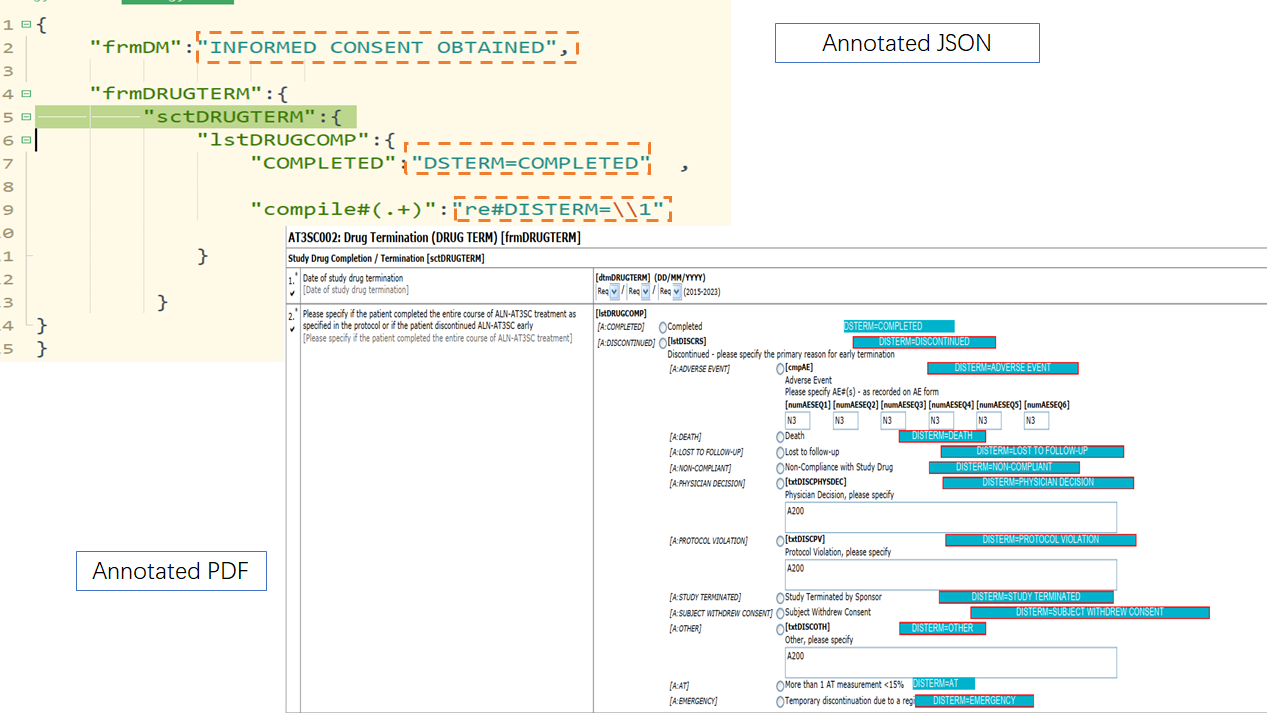 Annotated JSON
1 {
2 "frmDM":"INFORMED CONSENT OBTAINED",
3
4 "frmDRUGTERM":{
5 "sctDRUGTERM":{
6 "lstDRUGCOMP":{
7 "COMPLETED":"DSTERM=COMPLETED" ,
8
9 "compile#(.+)":"re#DISTERM=\\1"
0
1 }
2
3 }
4 }
5 }
AT3SC002: Drug Termination (DRUG TERM) [frmDRUGTERM]
Study Drug Completion / Termination [sctDRUGTERM]
1.* Date of study drug termination
[Date of study drug termination]
[dtmDRUGTERM] (DD/MM/YYYY)
Req / Req / Req (2015-2023)
2.* Please specify if the patient completed the entire course of ALN-AT3SC treatment as
specified in the protocol or if the patient discontinued ALN-AT3SC early
[Please specify if the patient completed the entire course of ALN-AT3SC treatment]
[lstDRUGCOMP]
[A:COMPLETED] Completed DSTERM=COMPLETED
[A:DISCONTINUED] [lstDISCRS] DISTERM=DISCONTINUED
Discontinued - please specify the primary reason for early termination
[A:ADVERSE EVENT] [cmpAE] DISTERM=ADVERSE EVENT
Adverse Event
Please specify AE#(s) - as recorded on AE form
[numAESEQ1] [numAESEQ2] [numAESEQ3] [numAESEQ4] [numAESEQ5] [numAESEQ6]
N3 N3 N3 N3 N3 N3
[A:DEATH] Death DISTERM=DEATH
[A:LOST TO FOLLOW-UP] Lost to follow-up DISTERM=LOST TO FOLLOW-UP
[A:NON-COMPLIANT] Non-Compliance with Study Drug DISTERM=NON-COMPLIANT
[A:PHYSICIAN DECISION] [txtDISCPHYSDEC] DISTERM=PHYSICIAN DECISION
Physician Decision, please specify
A200
[A:PROTOCOL VIOLATION] [txtDISCPV] DISTERM=PROTOCOL VIOLATION
Protocol Violation, please specify
A200
[A:STUDY TERMINATED] Study Terminated by Sponsor DISTERM=STUDY TERMINATED
[A:SUBJECT WITHDREW CONSENT] Subject Withdrew Consent DISTERM=SUBJECT WITHDREW CONSENT
[A:OTHER] [txtDISCOTH] DISTERM=OTHER
Other, please specify
A200
[A:AT] More than 1 AT measurement <15% DISTERM=AT
[A:EMERGENCY] Temporary discontinuation due to a regi DISTERM=EMERGENCY
Annotated PDF